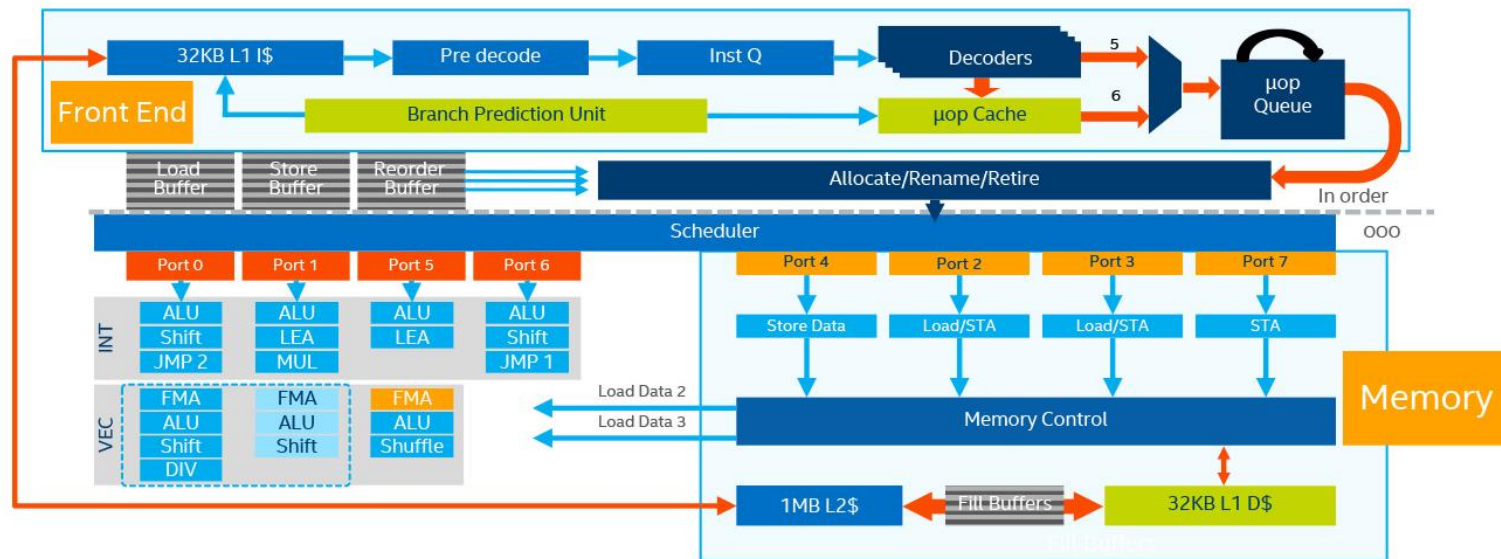 32KB L1 I$
Pre decode
Inst Q
Decoders
5
Front End
Branch Prediction Unit
μop Cache
6
μop
Queue
Load
Buffer
Store
Buffer
Reorder
Buffer
Allocate/Rename/Retire
In order
Scheduler
OOO
Port 0
Port 1
Port 5
Port 6
Port 4
Port 2
Port 3
Port 7
INT
ALU
Shift
JMP 2
ALU
LEA
MUL
ALU
LEA
ALU
Shift
JMP 1
Store Data
Load/STA
Load/STA
STA
Memory
VEC
FMA
ALU
Shift
DIV
FMA
ALU
Shift
FMA
ALU
Shuffle
Load Data 2
Load Data 3
Memory Control
1MB L2$
Fill Buffers
32KB L1 D$
Fill Buffers